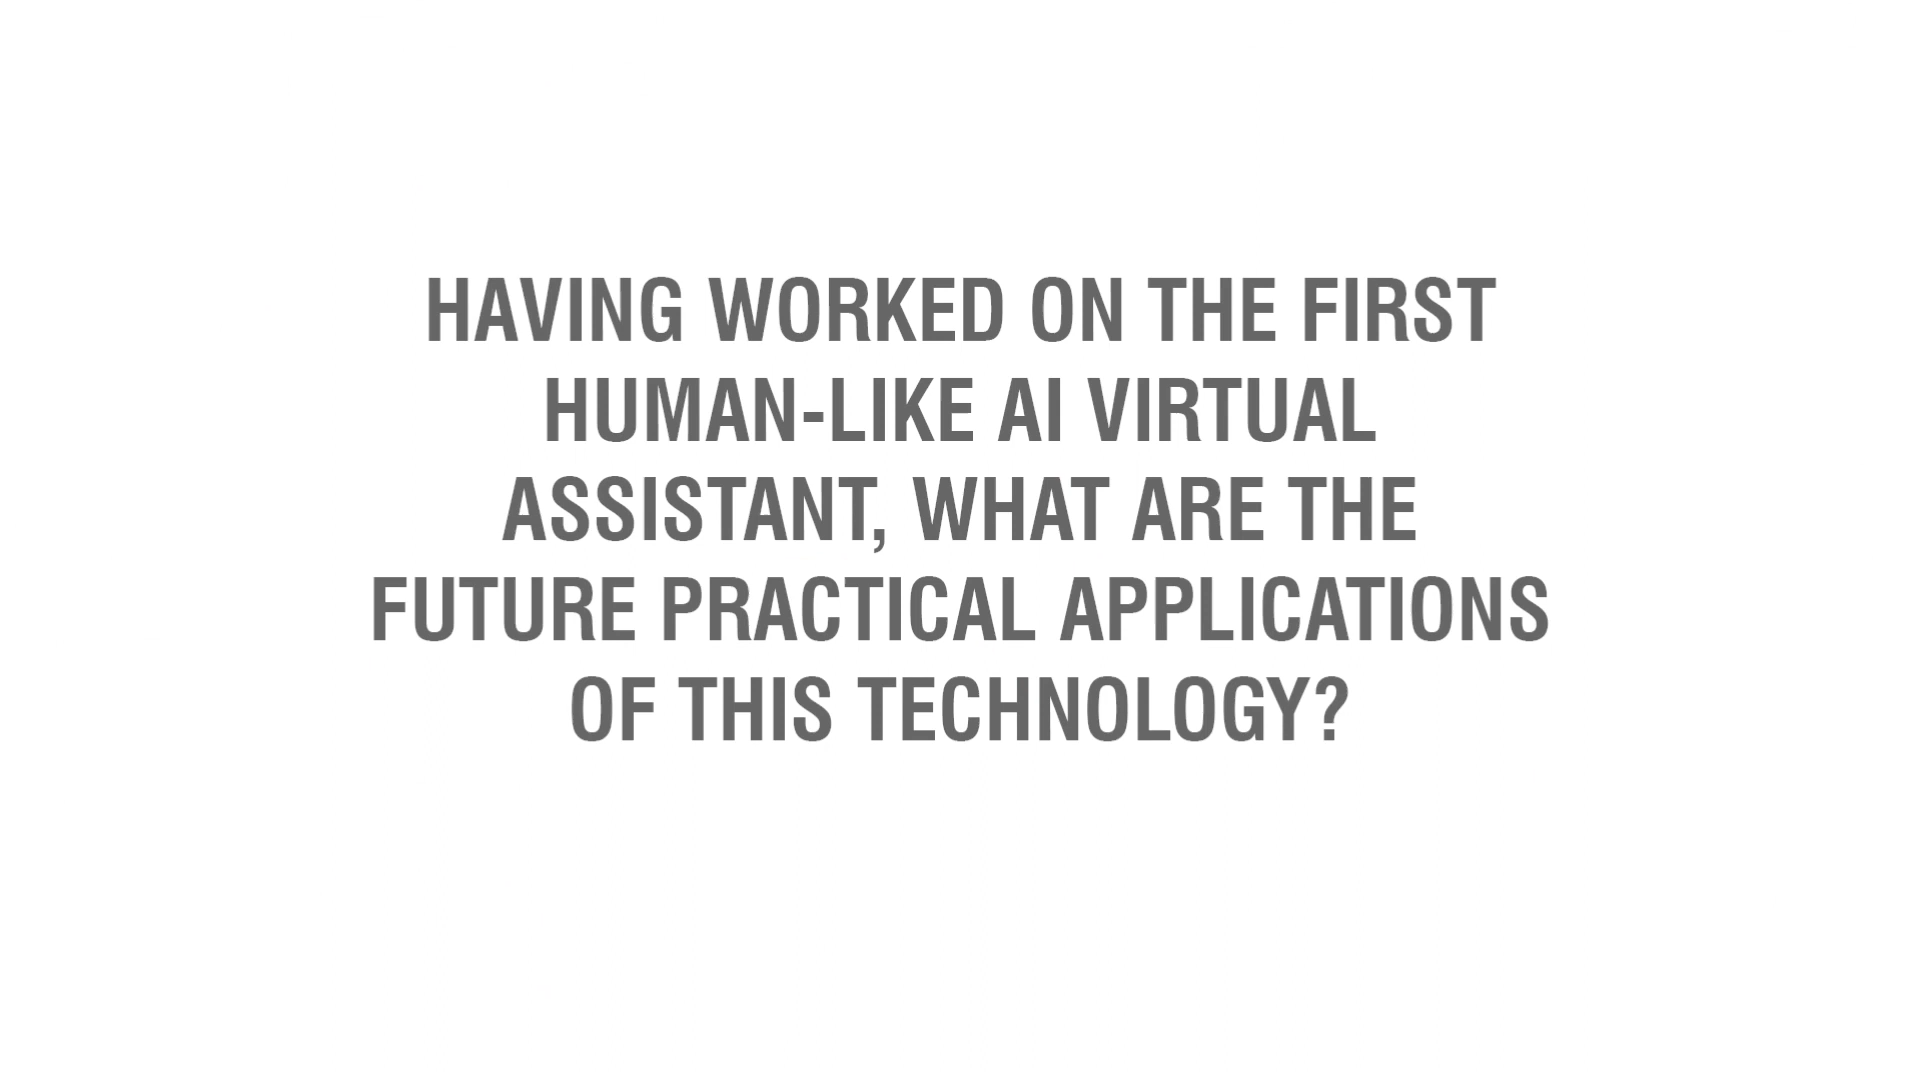 HAVING WORKED ON THE FIRST
HUMAN-LIKE AI VIRTUAL
ASSISTANT, WHAT ARE THE
FUTURE PRACTICAL APPLICATIONS
OF THIS TECHNOLOGY?